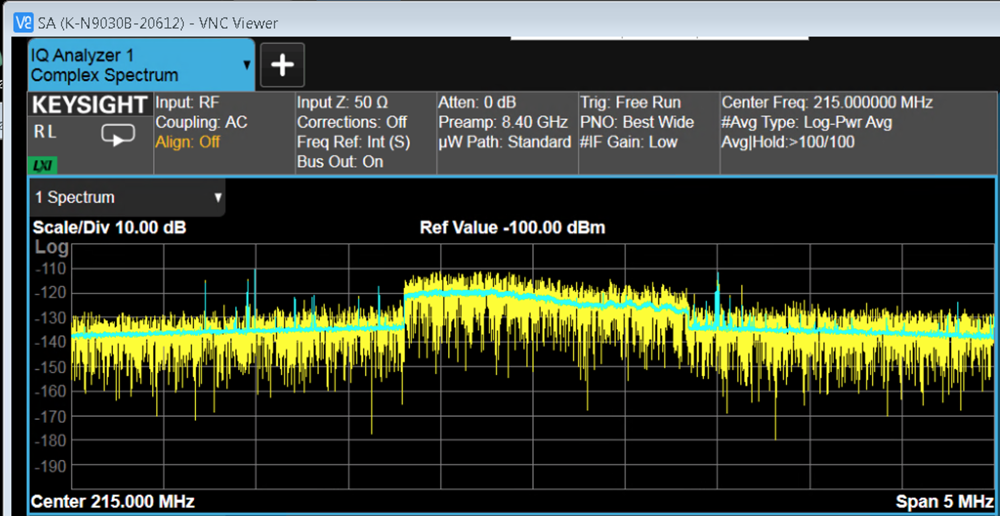 V2 SA (K-N9030B-20612) - VNC Viewer
IQ Analyzer 1
Complex Spectrum
KEYSIGHT
RL
LXI
Input: RF
Coupling: AC
Align: Off
Input Z: 50 Ω
Corrections: Off
Freq Ref: Int (S)
Bus Out: On
Atten: 0 dB
Preamp: 8.40 GHz
µW Path: Standard
Trig: Free Run
PNO: Best Wide
#IF Gain: Low
Center Freq: 215.000000 MHz
#Avg Type: Log-Pwr Avg
Avg|Hold:>100/100
1 Spectrum
Scale/Div 10.00 dB
Ref Value -100.00 dBm
Log
-110
-120
-130
-140
-150
-160
-170
-180
-190
Center 215.000 MHz
Span 5 MHz